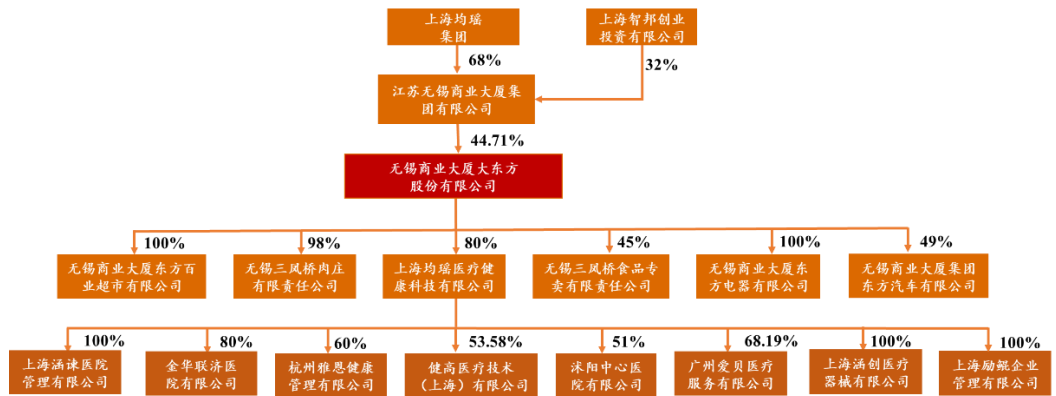 上海均瑶
集团
上海智邦创业
投资有限公司
68%
32%
江苏无锡商业大厦集
团有限公司
44.71%
无锡商业大厦大东方
股份有限公司
100%
98%
80%
45%
100%
49%
无锡商业大厦东方百
业超市有限公司
无锡三凤桥肉庄
有限责任公司
上海均瑶医疗健
康科技有限公司
无锡三凤桥食品专
卖有限责任公司
无锡商业大厦东
方电器有限公司
无锡商业大厦集团
东方汽车有限公司
100%
80%
60%
53.58%
51%
68.19%
100%
100%
上海涵谏医院
管理有限公司
金华联济医
院有限公司
杭州雅恩健康
管理有限公司
健高医疗技术
（上海）有限公司
沭阳中心医
院有限公司
广州爱贝医疗
服务有限公司
上海涵创医疗
器械有限公司
上海励鲲企业
管理有限公司